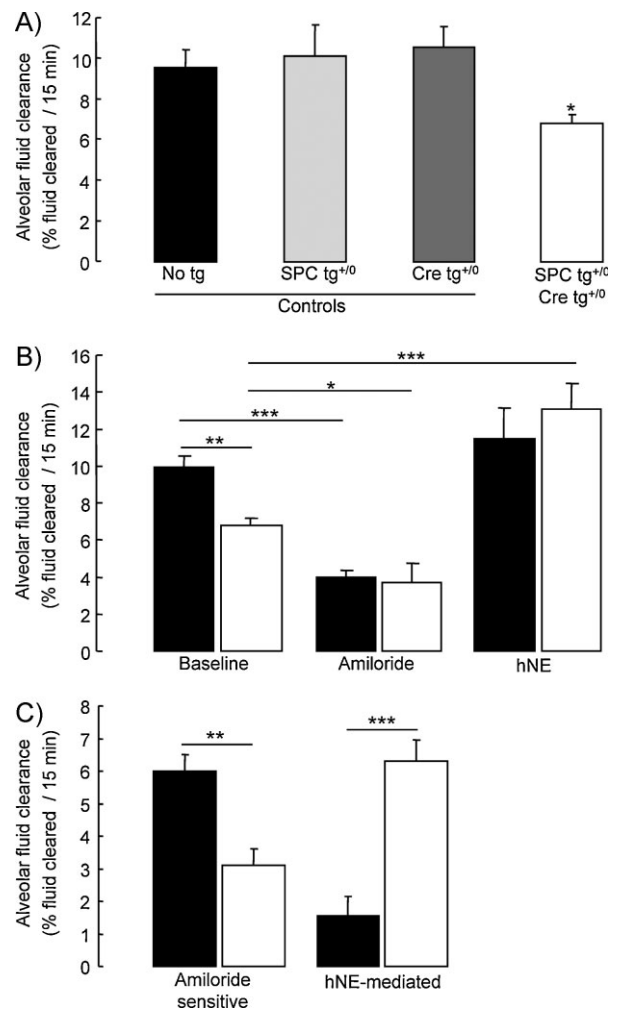 A)
Alveolar fluid clearance
(% fluid cleared / 15 min)
12
10
8
6
4
2
0
*
No tg
SPC tg+/0
Cre tg+/0
SPC tg+/0
Cre tg+/0
Controls
B)
Alveolar fluid clearance
(% fluid cleared / 15 min)
16
14
12
10
8
6
4
2
0
***
*
***
**
Baseline
Amiloride
hNE
C)
Alveolar fluid clearance
(% fluid cleared / 15 min)
8
7
6
5
4
3
2
1
0
**
***
Amiloride
sensitive
hNE-mediated